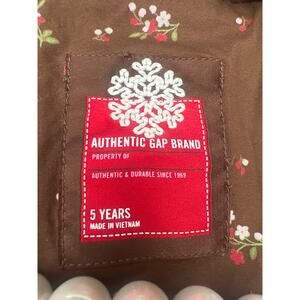 AUTHENTIC GAP BRAND
PROPERTY OF
AUTHENTIC & DURABLE SINCE 1969
5 YEARS
MADE IN VIETNAM